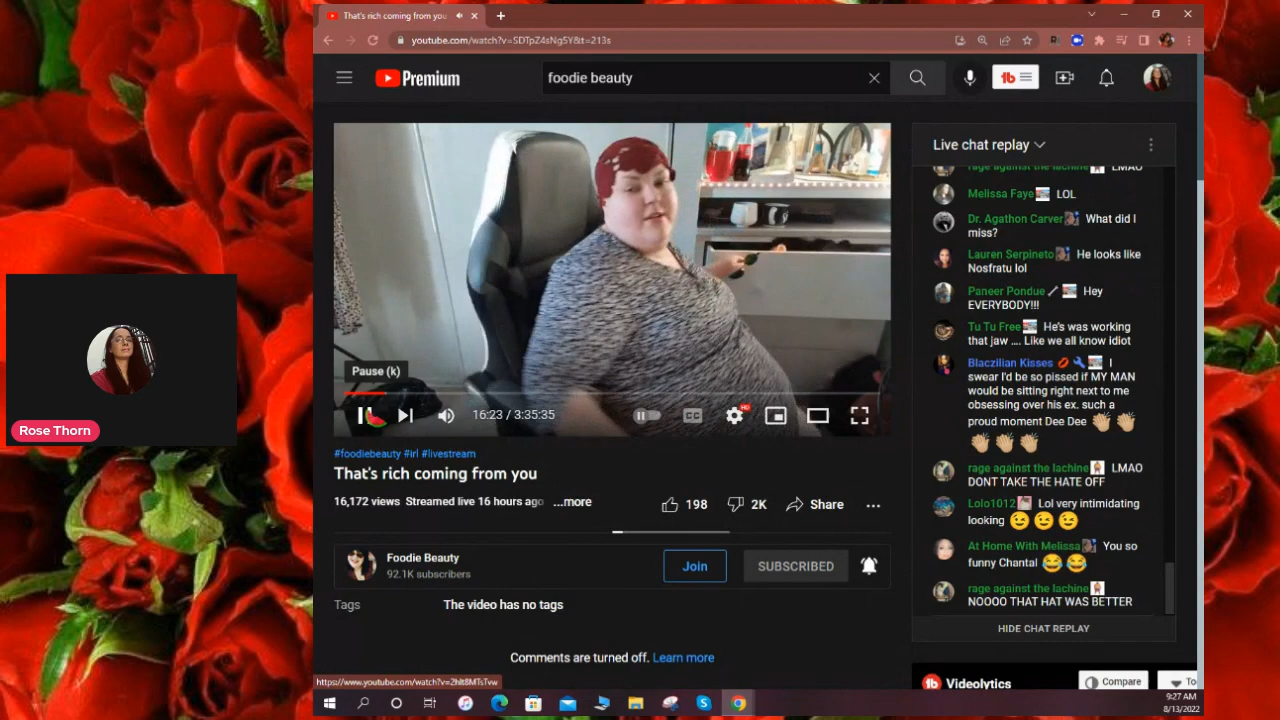 That's rich coming from you
youtube.com/watch?v=SDTpZ4sNg5Y&t=213s
Premium
foodie beauty
Rose Thorn
Pause (k)
16:23 / 3:35:35
CC
HD
#foodiebeauty #irl #livestream
That's rich coming from you
16,172 views Streamed live 16 hours ago ...more
198
2K
Share
Foodie Beauty
92.1K subscribers
Join
SUBSCRIBED
Tags
The video has no tags
Comments are turned off. Learn more
https://www.youtube.com/watch?v=2hlt8MTsTvw
Live chat replay
rage against the lachine LMAO
Melissa Faye LOL
Dr. Agathon Carver What did I
miss?
Lauren Serpineto He looks like
Nosfratu lol
Paneer Pondue Hey
EVERYBODY!!!
Tu Tu Free He's was working
that jaw .... Like we all know idiot
Blaczilian Kisses I
swear I'd be so pissed if MY MAN
would be sitting right next to me
obsessing over his ex. such a
proud moment Dee Dee
rage against the lachine LMAO
DONT TAKE THE HATE OFF
Lolo1012 Lol very intimidating
looking
At Home With Melissa You so
funny Chantal
rage against the lachine
NOOOO THAT HAT WAS BETTER
HIDE CHAT REPLAY
tb Videolytics
Compare
To
9:27 AM
8/13/2022